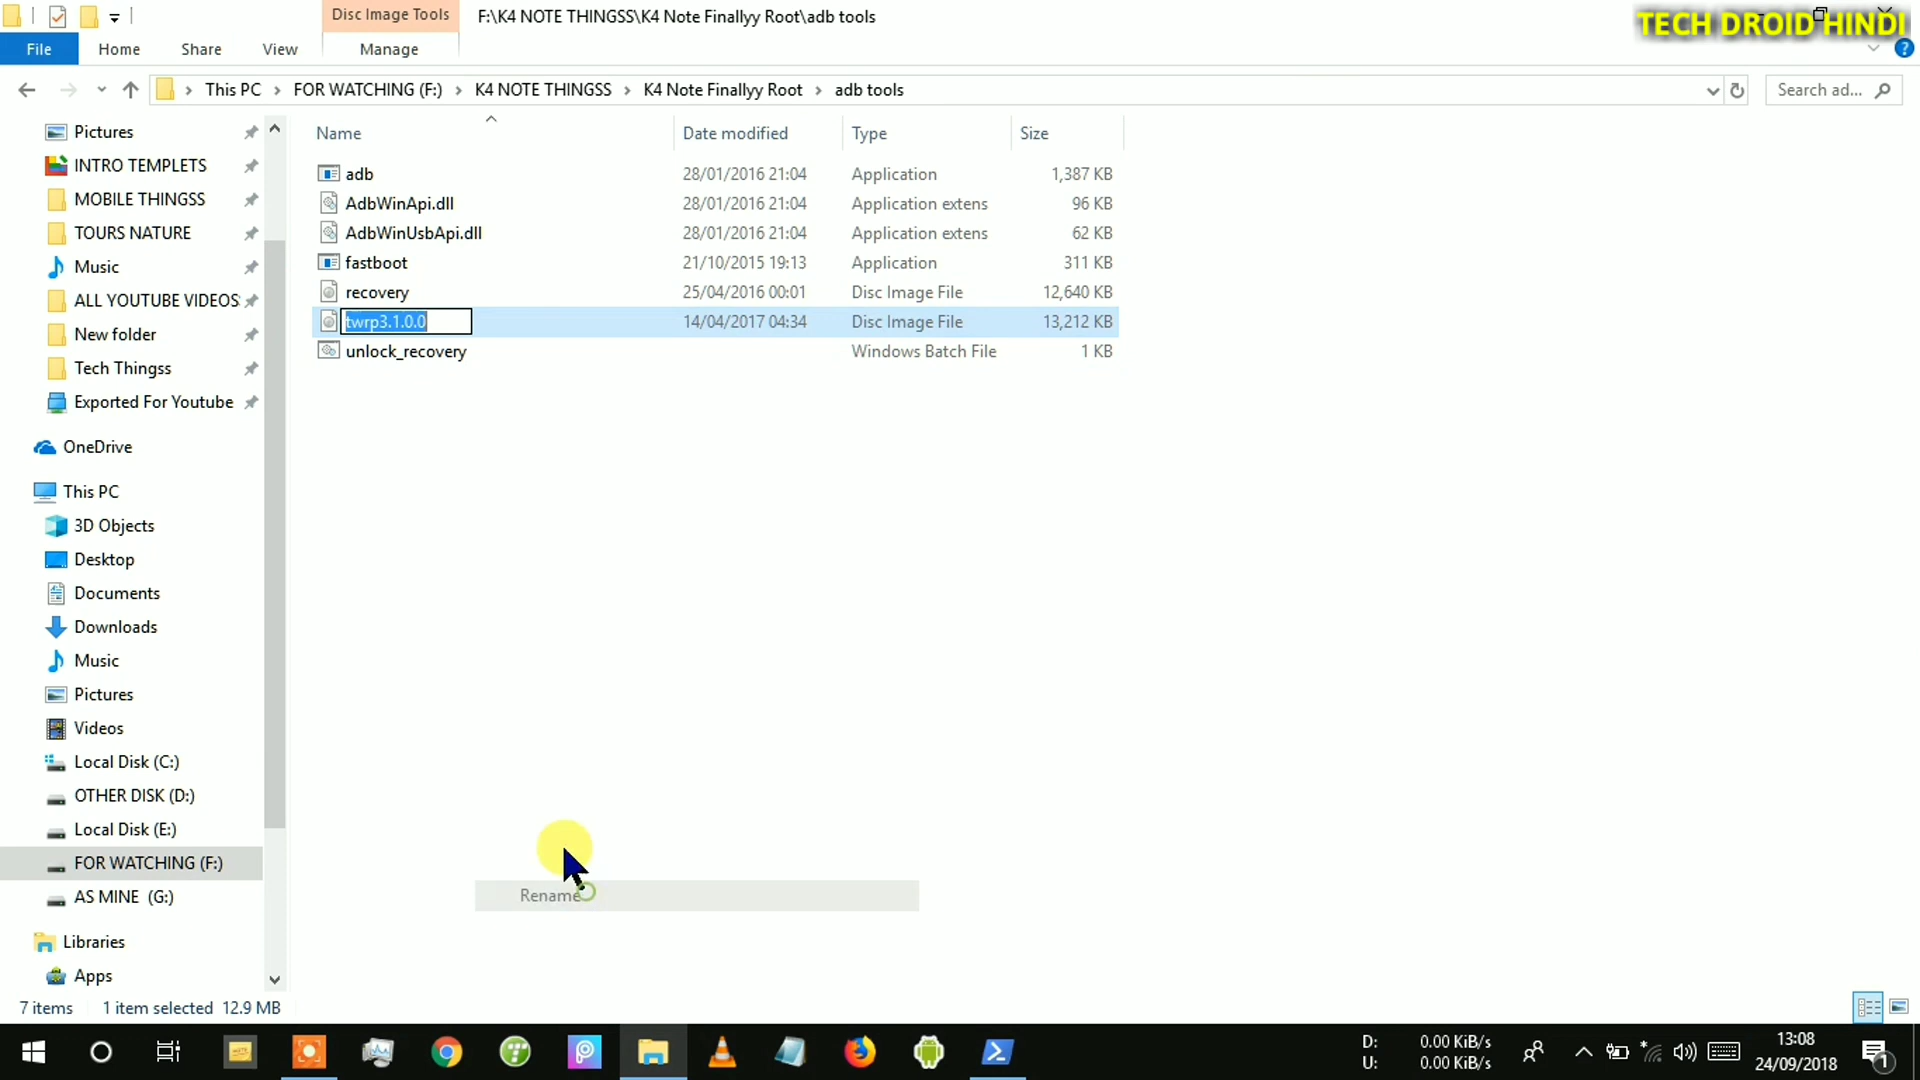 Disc Image Tools
F:\K4 NOTE THINGSS\K4 Note Finallyy Root\adb tools
TECH DROID HINDI
File
Home
Share
View
Manage
This PC
FOR WATCHING (F:)
K4 NOTE THINGSS
K4 Note Finallyy Root
adb tools
Search ad...
Name
Date modified
Type
Size
adb 28/01/2016 21:04 Application 1,387 KB
AdbWinApi.dll 28/01/2016 21:04 Application extens 96 KB
AdbWinUsbApi.dll 28/01/2016 21:04 Application extens 62 KB
fastboot 21/10/2015 19:13 Application 311 KB
recovery 25/04/2016 00:01 Disc Image File 12,640 KB
twrp3.1.0.0 14/04/2017 04:34 Disc Image File 13,212 KB
unlock_recovery Windows Batch File 1 KB
Pictures
INTRO TEMPLETS
MOBILE THINGSS
TOURS NATURE
Music
ALL YOUTUBE VIDEOS
New folder
Tech Thingss
Exported For Youtube
OneDrive
This PC
3D Objects
Desktop
Documents
Downloads
Music
Pictures
Videos
Local Disk (C:)
OTHER DISK (D:)
Local Disk (E:)
FOR WATCHING (F:)
AS MINE (G:)
Libraries
Apps
Rename
7 items 1 item selected 12.9 MB
D: 0.00 KiB/s
U: 0.00 KiB/s
13:08
24/09/2018
1